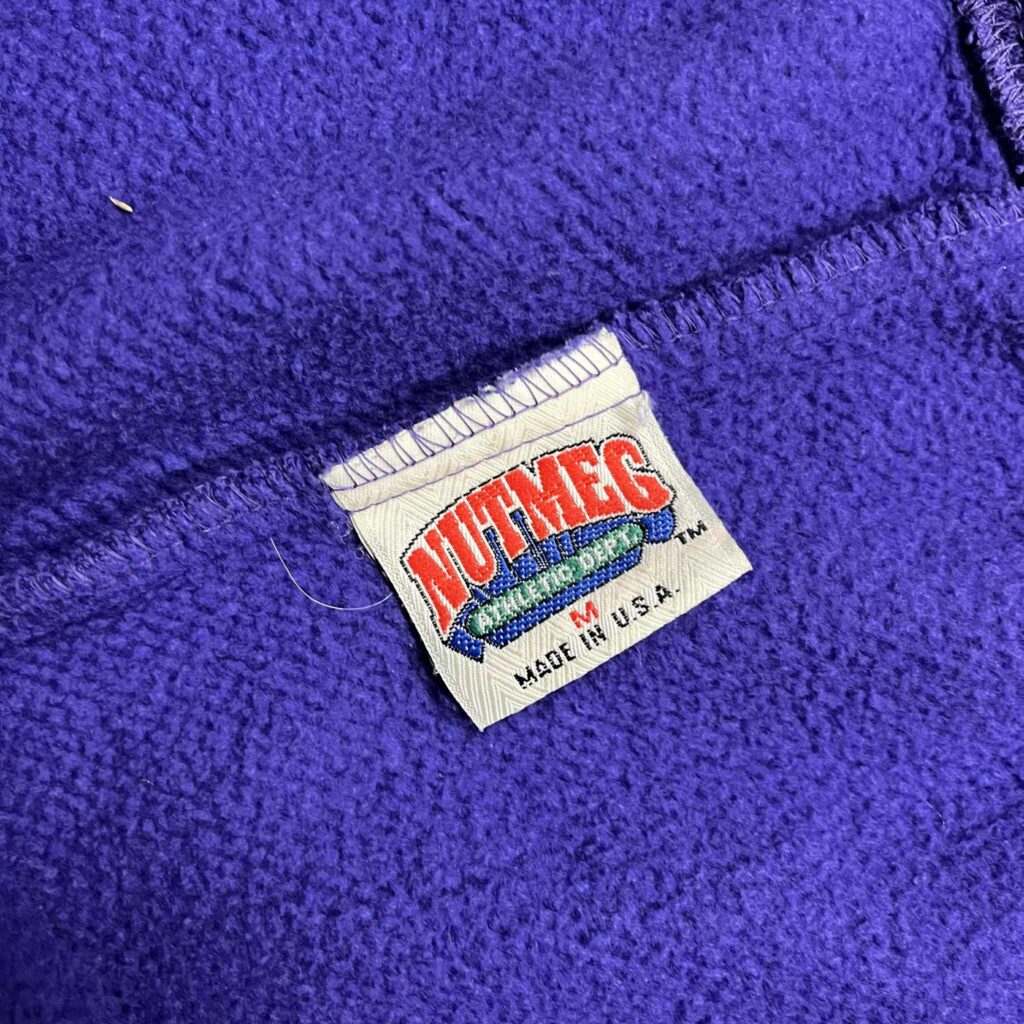 NUTMEG
ATHLETIC DEPT.
TM
M
MADE IN U.S.A.